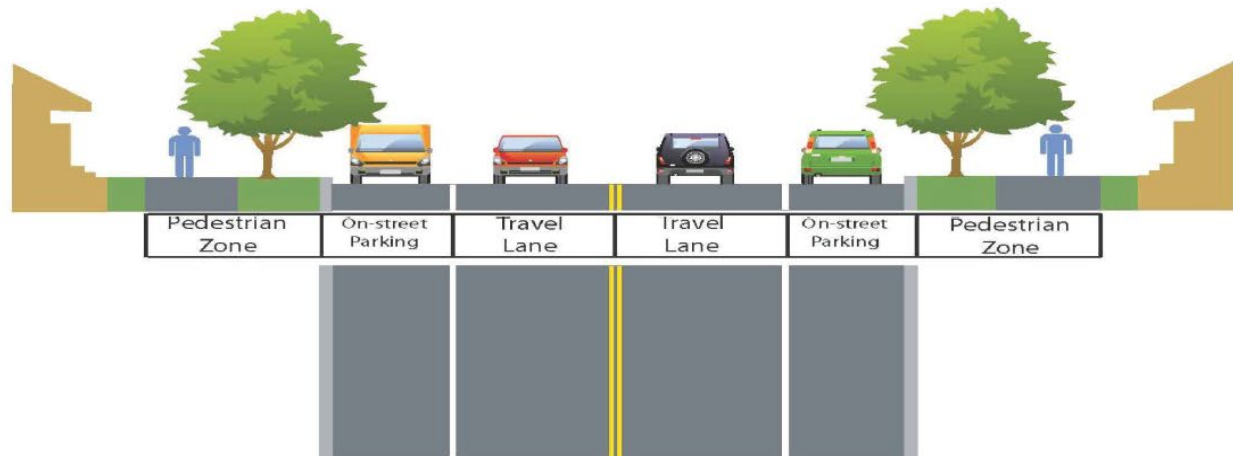 Pedestrian
Zone
On-street
Parking
Travel
Lane
Travel
Lane
On-street
Parking
Pedestrian
Zone